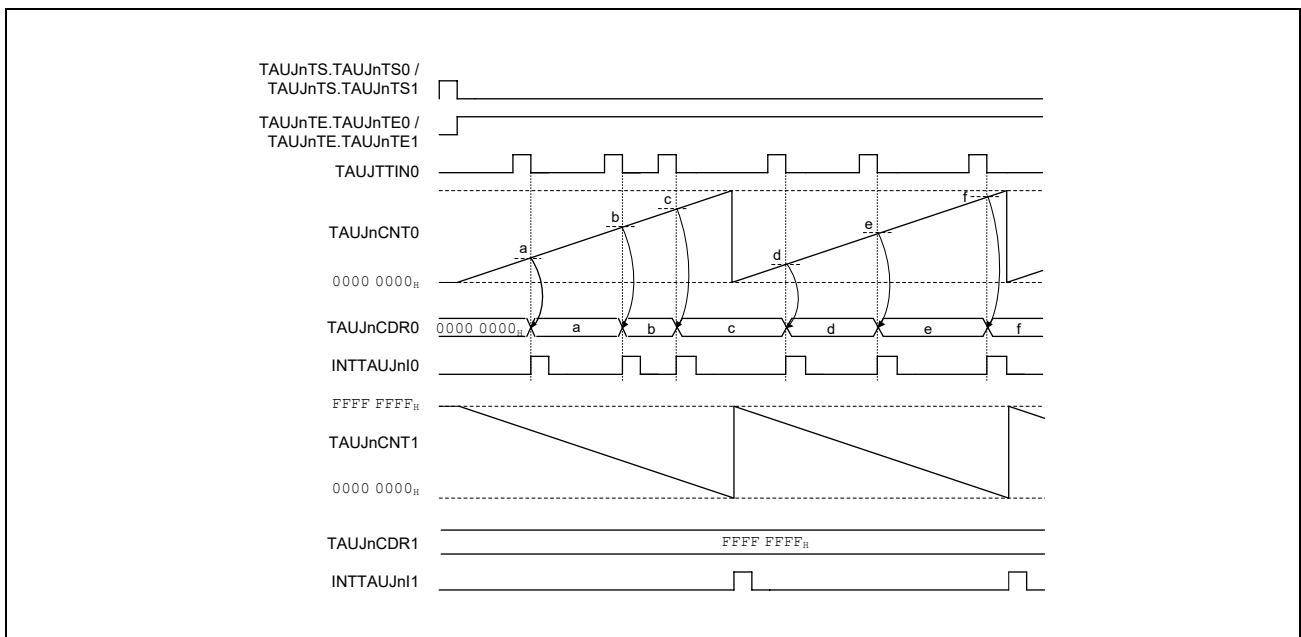 TAUJnTS.TAUJnTS0 /
TAUJnTS.TAUJnTS1
TAUJnTE.TAUJnTE0 /
TAUJnTE.TAUJnTE1
TAUJTTIN0
TAUJnCNT0
a
b
c
d
e
f
0000 0000H
TAUJnCDR0
0000 0000H
a
b
c
d
e
f
INTTAUJnI0
FFFF FFFFH
TAUJnCNT1
0000 0000H
TAUJnCDR1
FFFF FFFFH
INTTAUJnI1